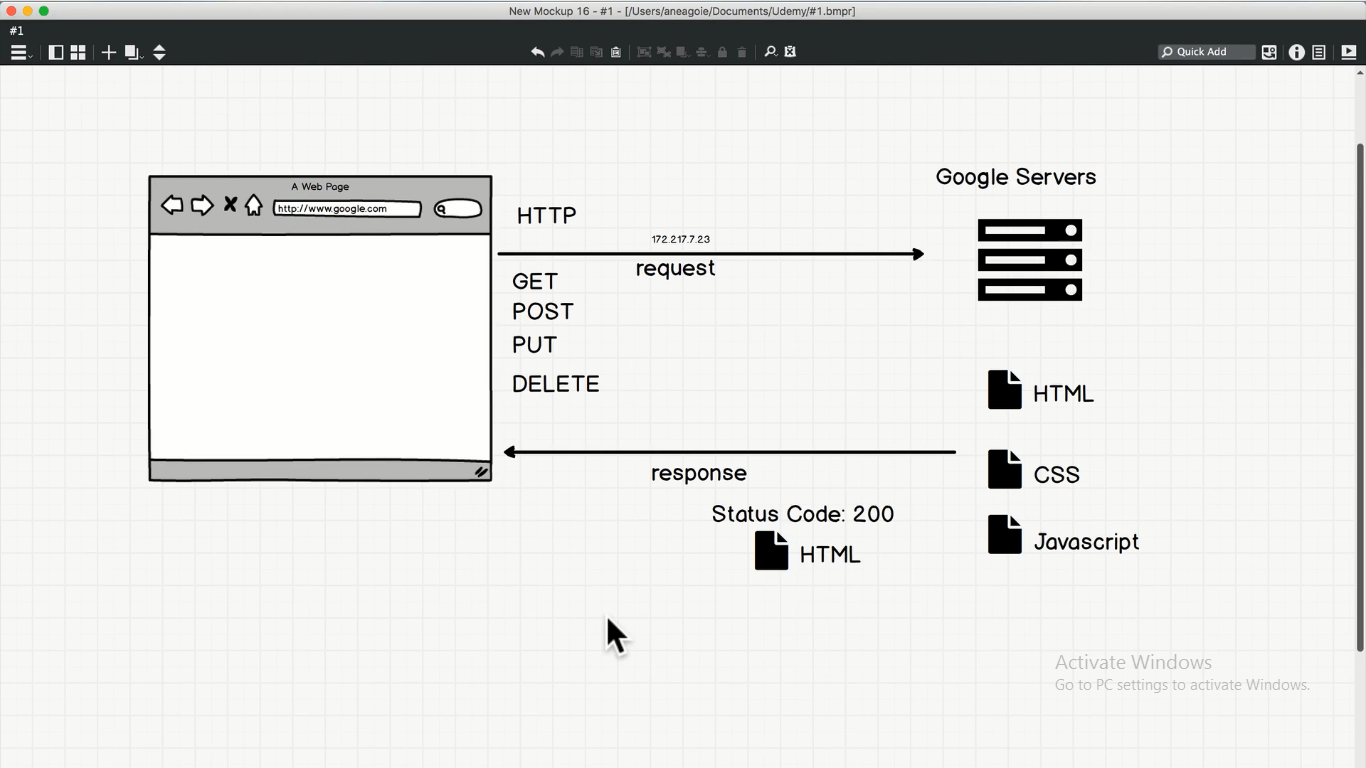 New Mockup 16 - #1 - [/Users/aneagoie/Documents/Udemy/#1.bmpr]
#1
Quick Add
A Web Page
http://www.google.com
HTTP
172.217.7.23
request
GET
POST
PUT
DELETE
Google Servers
HTML
CSS
Javascript
response
Status Code: 200
HTML
Activate Windows
Go to PC settings to activate Windows.